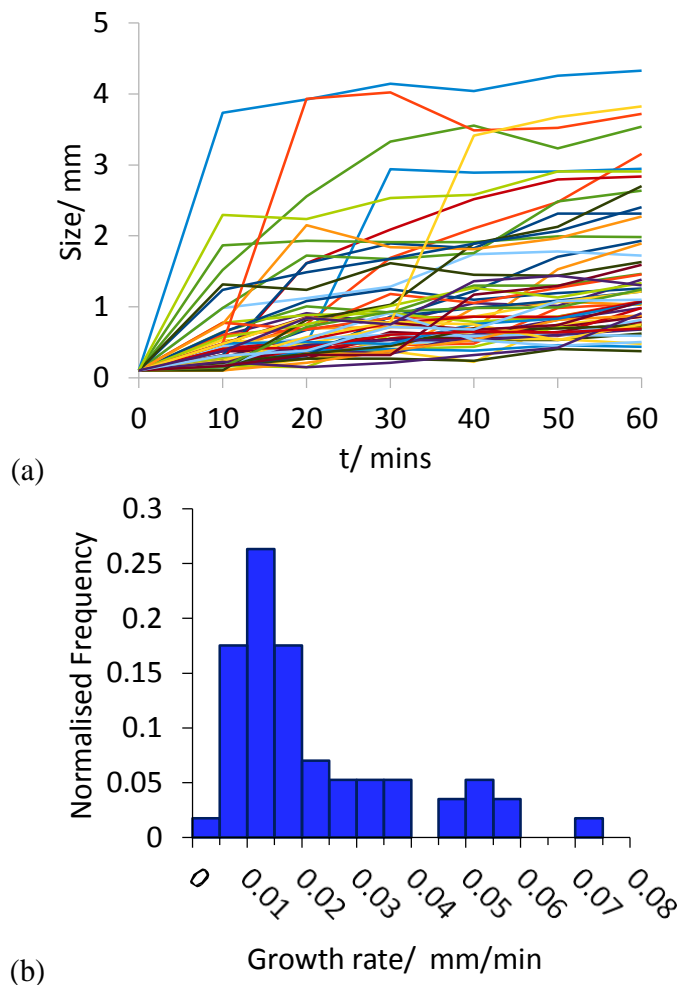 5
4
3
2
1
0
Size/ mm
0 10 20 30 40 50 60
t/ mins
(a)
0.3
0.25
0.2
0.15
0.1
0.05
0
Normalised Frequency
0 0.01 0.02 0.03 0.04 0.05 0.06 0.07 0.08
Growth rate/ mm/min
(b)